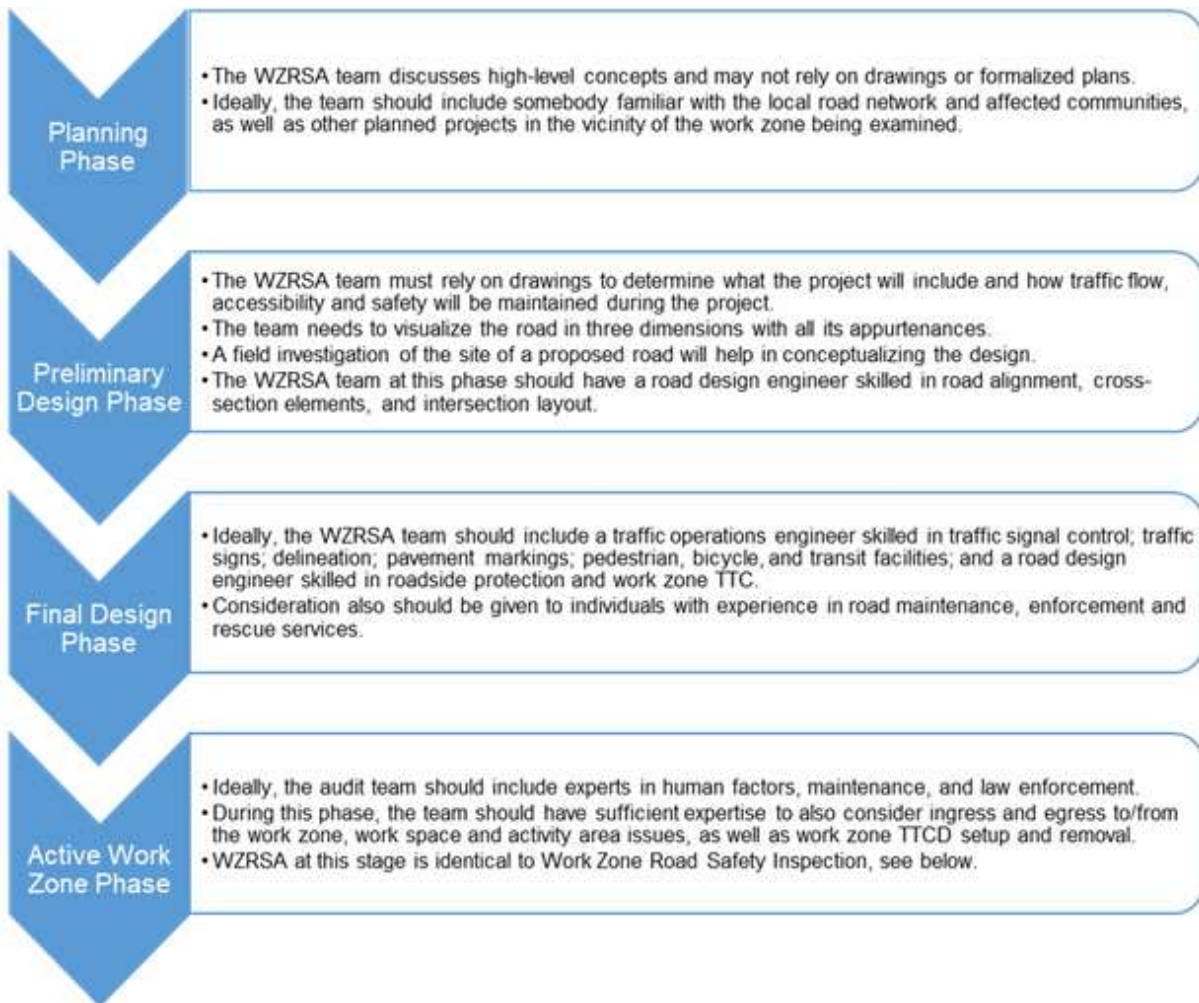 Planning
Phase
• The WZRSA team discusses high-level concepts and may not rely on drawings or formalized plans.
• Ideally, the team should include somebody familiar with the local road network and affected communities,
as well as other planned projects in the vicinity of the work zone being examined.
Preliminary
Design Phase
• The WZRSA team must rely on drawings to determine what the project will include and how traffic flow,
accessibility and safety will be maintained during the project.
• The team needs to visualize the road in three dimensions with all its appurtenances.
• A field investigation of the site of a proposed road will help in conceptualizing the design.
• The WZRSA team at this phase should have a road design engineer skilled in road alignment, cross-
section elements, and intersection layout.
Final Design
Phase
• Ideally, the WZRSA team should include a traffic operations engineer skilled in traffic signal control; traffic
signs; delineation; pavement markings; pedestrian, bicycle, and transit facilities; and a road design
engineer skilled in roadside protection and work zone TTC.
• Consideration also should be given to individuals with experience in road maintenance, enforcement and
rescue services.
Active Work
Zone Phase
• Ideally, the audit team should include experts in human factors, maintenance, and law enforcement.
• During this phase, the team should have sufficient expertise to also consider ingress and egress to/from
the work zone, work space and activity area issues, as well as work zone TTCD setup and removal.
• WZRSA at this stage is identical to Work Zone Road Safety Inspection, see below.